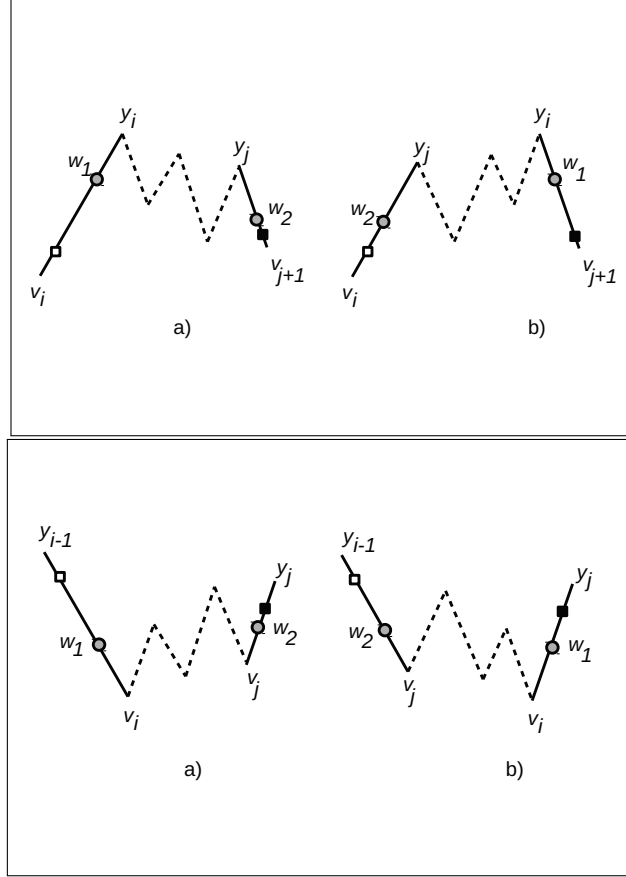 y_i y_i
w_1 y_j y_j w_1
w_2 w_2
v_i v_{j+1} v_i v_{j+1}
a) b)
y_{i-1} y_{i-1}
y_j y_j
w_1 w_2 w_2 w_1
v_i v_j v_j v_i
a) b)